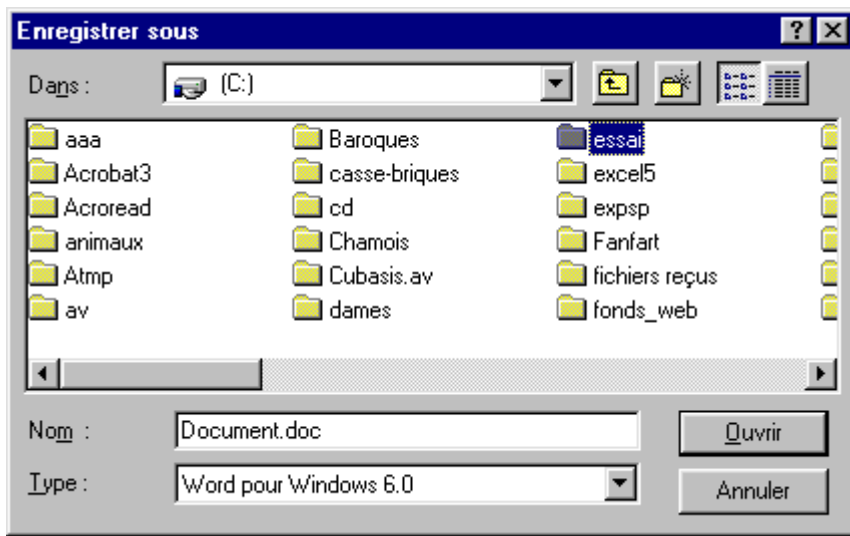 Enregistrer sous
Dans :
(C:)
aaa Baroques essai
Acrobat3 casse-briques excel5
Acroread cd expsp
animaux Chamois Fanfart
Atmp Cubasis.av fichiers reçus
av dames fonds_web
Nom : Document.doc Ouvrir
Type : Word pour Windows 6.0 Annuler